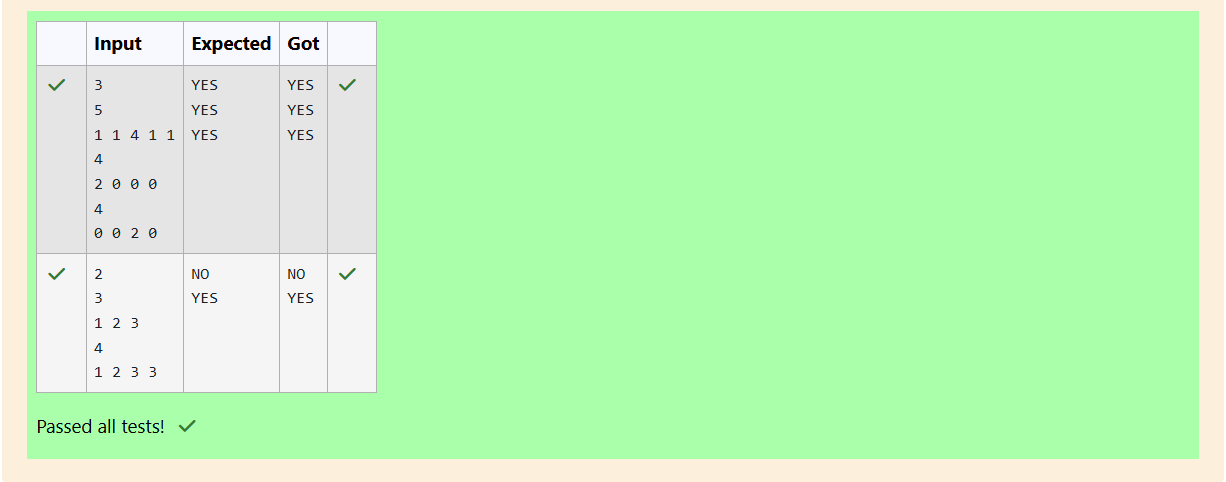 Input Expected Got
3 YES YES
5 YES YES
1 1 4 1 1 YES YES
4
2 0 0 0
4
0 0 2 0
2 NO NO
3 YES YES
1 2 3
4
1 2 3 3
Passed all tests!